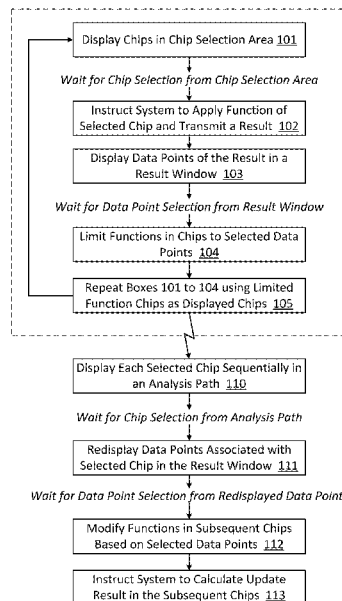 Display Chips in Chip Selection Area 101
Wait for Chip Selection from Chip Selection Area
Instruct System to Apply Function of
Selected Chip and Transmit a Result 102
Display Data Points of the Result in a
Result Window 103
Wait for Data Point Selection from Result Window
Limit Functions in Chips to Selected Data
Points 104
Repeat Boxes 101 to 104 using Limited
Function Chips as Displayed Chips 105
Display Each Selected Chip Sequentially in
an Analysis Path 110
Wait for Chip Selection from Analysis Path
Redisplay Data Points Associated with
Selected Chip in the Result Window 111
Wait for Data Point Selection from Redisplayed Data Point
Modify Functions in Subsequent Chips
Based on Selected Data Points 112
Instruct System to Calculate Update
Result in the Subsequent Chips 113